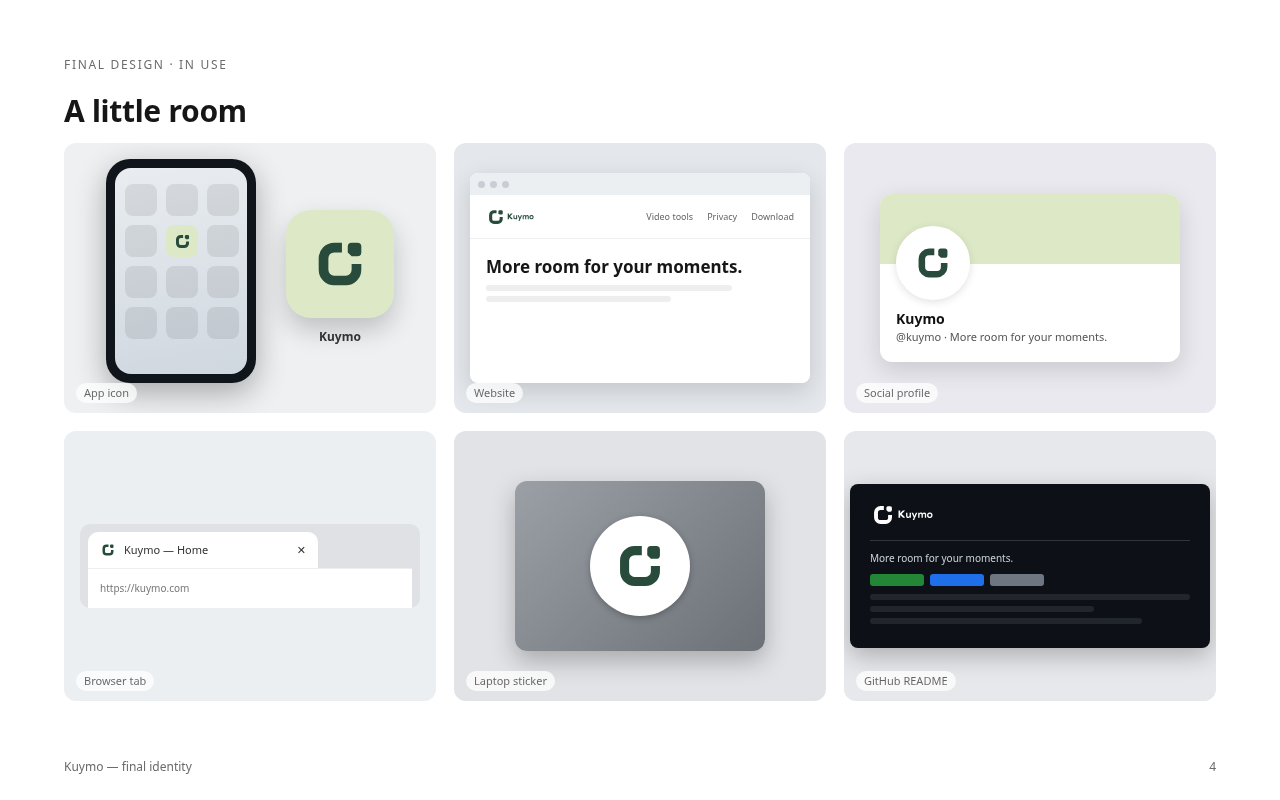 FINAL DESIGN · IN USE
A little room
Kuymo
App icon
Kuymo
Video tools Privacy Download
More room for your moments.
Website
Kuymo
@kuymo · More room for your moments.
Social profile
Kuymo — Home ×
https://kuymo.com
Browser tab
Laptop sticker
Kuymo
More room for your moments.
GitHub README
Kuymo — final identity
4